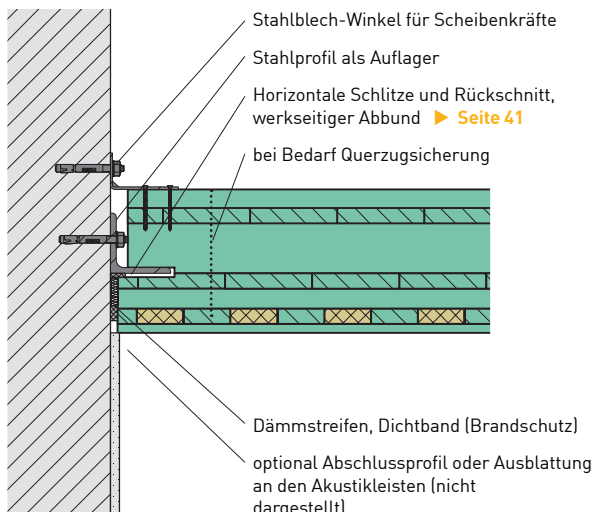 Stahlblech-Winkel für Scheibenkräfte
Stahlprofil als Auflager
Horizontale Schlitze und Rückschnitt,
werkseitiger Abbund ▶ Seite 41
bei Bedarf Querzugsicherung
Dämmstreifen, Dichtband (Brandschutz)
optional Abschlussprofil oder Ausblattung
an den Akustikleisten (nicht
dargestellt)